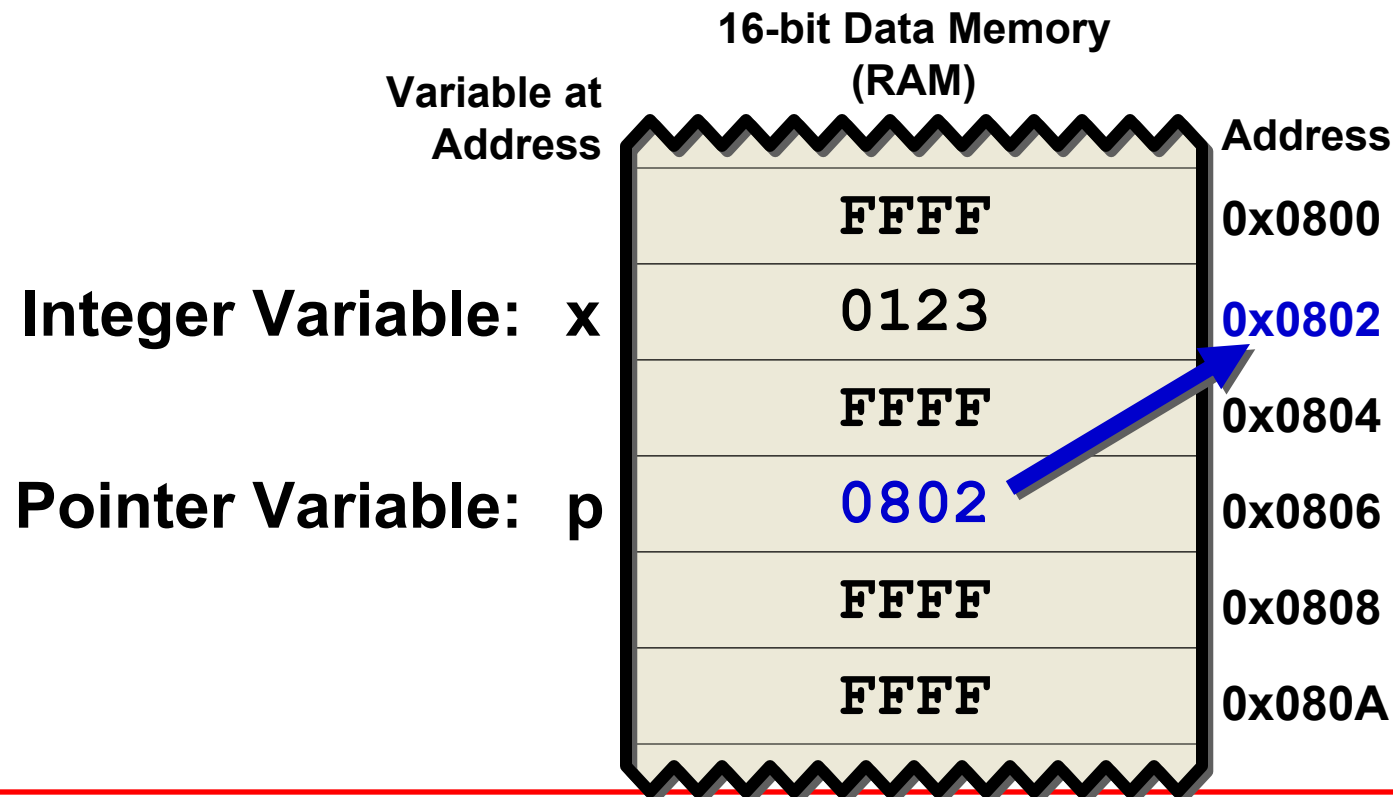 16-bit Data Memory
(RAM)
Variable at
Address
Address
FFFF 0x0800
Integer Variable: x 0123 0x0802
FFFF 0x0804
Pointer Variable: p 0802 0x0806
FFFF 0x0808
FFFF 0x080A